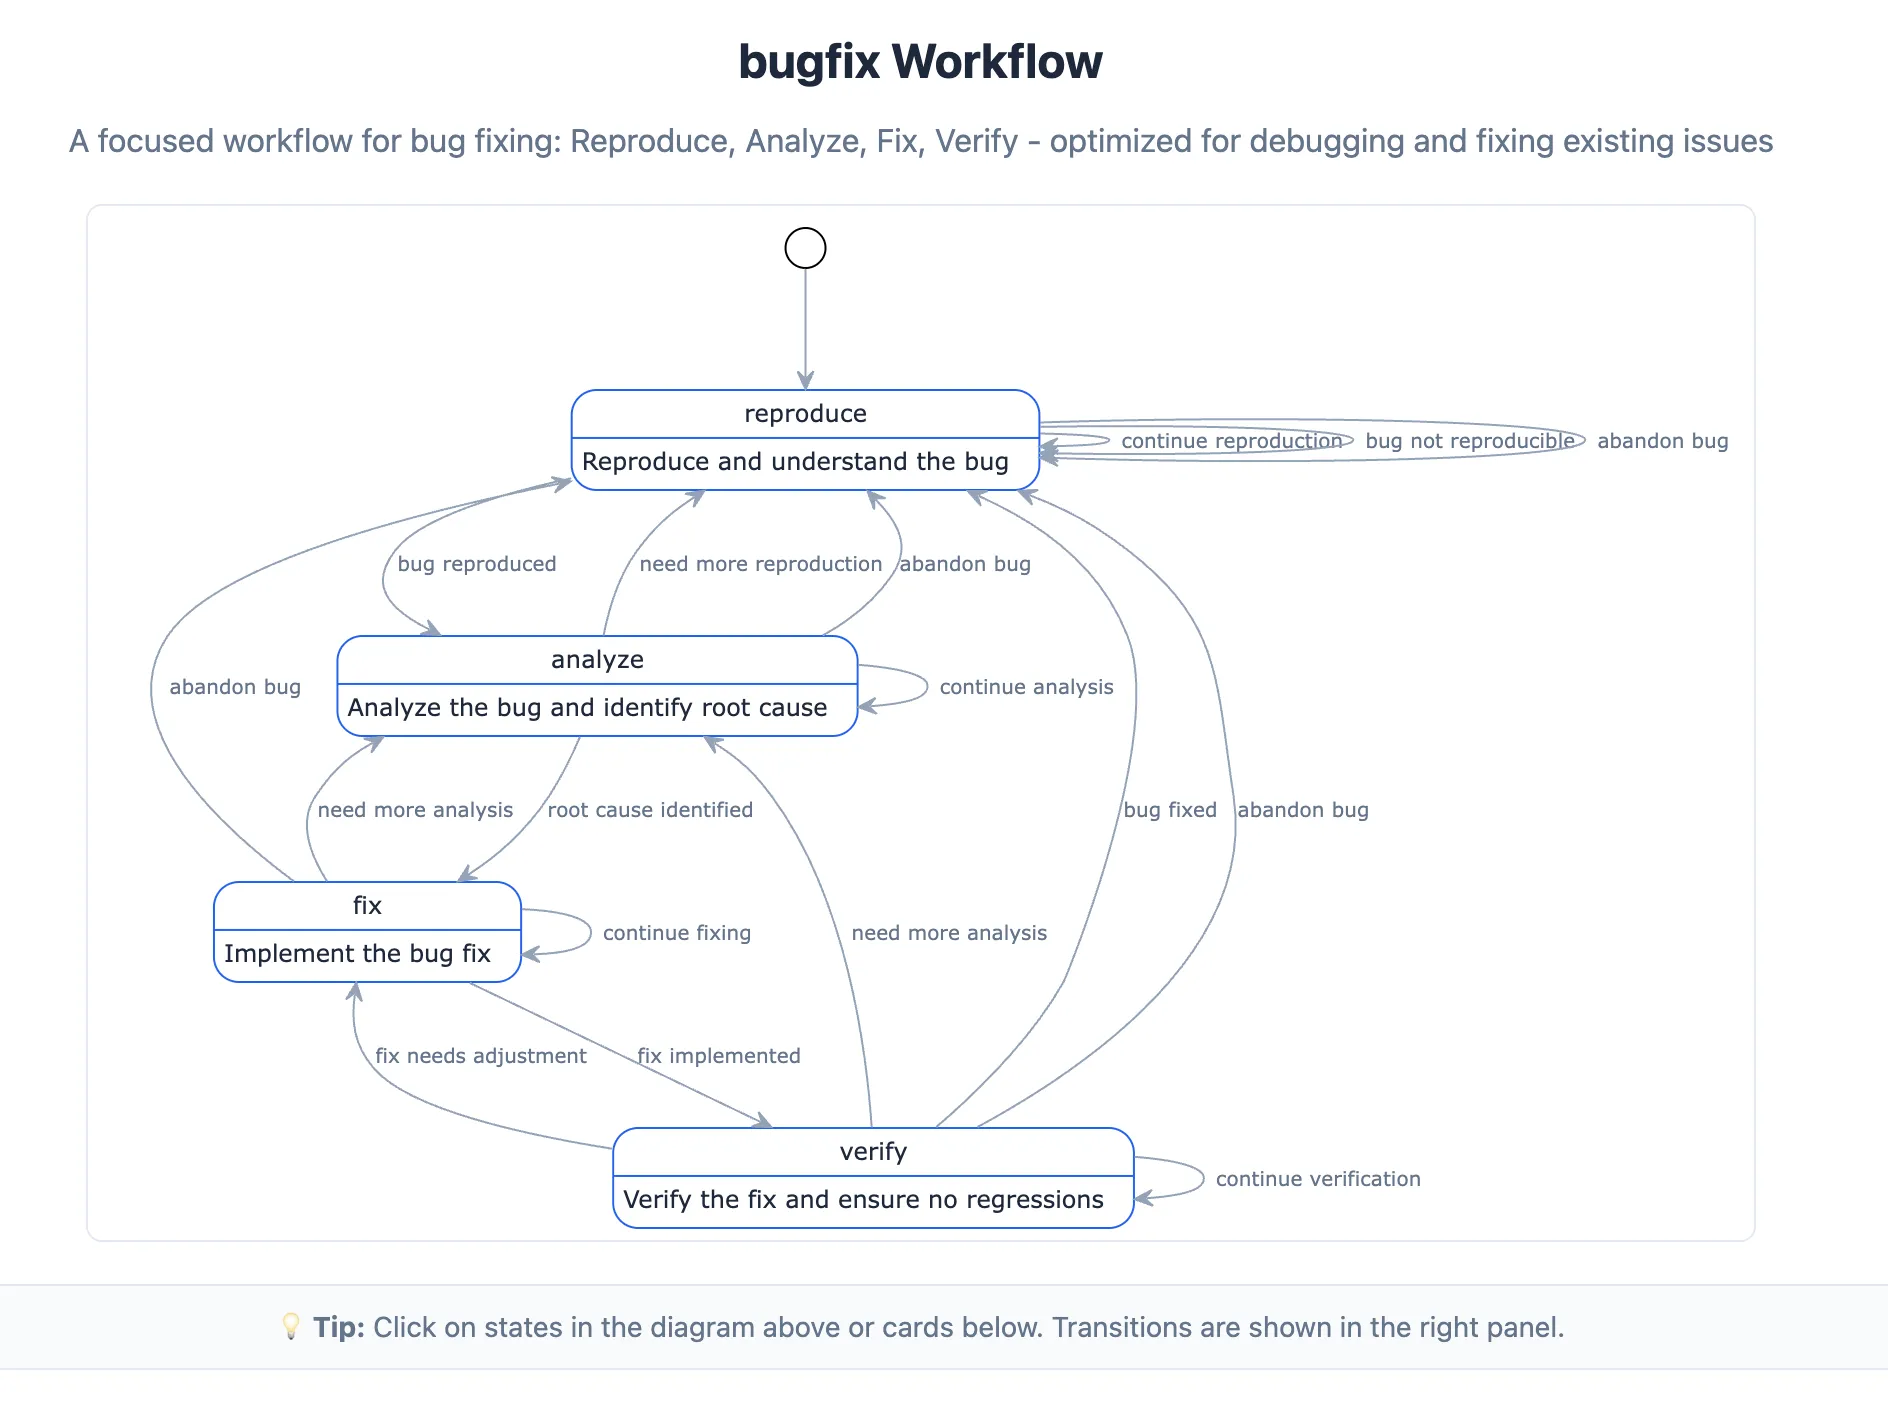 bugfix Workflow
A focused workflow for bug fixing: Reproduce, Analyze, Fix, Verify - optimized for debugging and fixing existing issues
reproduce
Reproduce and understand the bug
continue reproduction
bug not reproducible
abandon bug
bug reproduced
need more reproduction
abandon bug
analyze
Analyze the bug and identify root cause
abandon bug
continue analysis
need more analysis
root cause identified
bug fixed
abandon bug
fix
Implement the bug fix
continue fixing
need more analysis
fix needs adjustment
fix implemented
verify
Verify the fix and ensure no regressions
continue verification
💡 Tip: Click on states in the diagram above or cards below. Transitions are shown in the right panel.